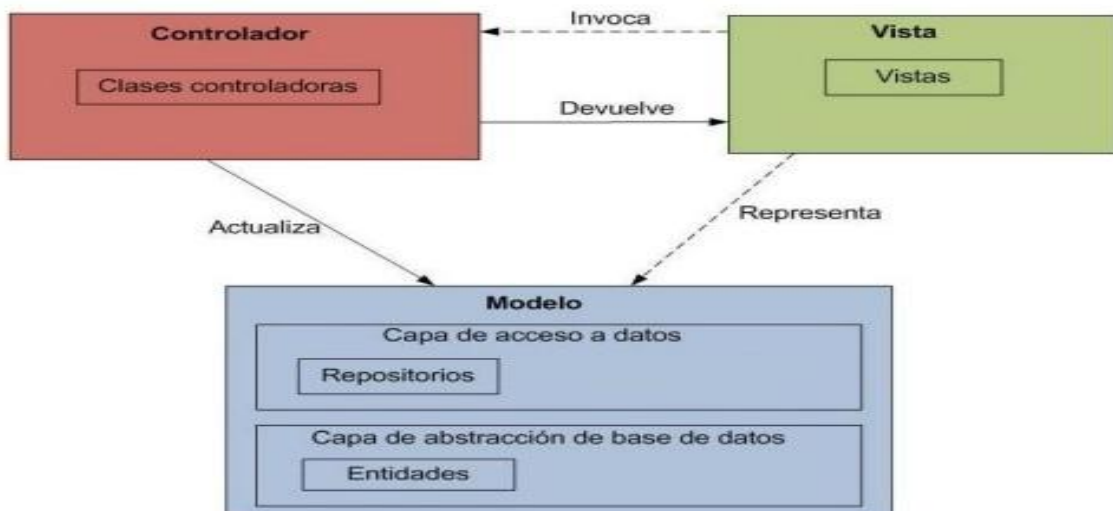 Invoca
Controlador
Vista
Clases controladoras
Vistas
Devuelve
Actualiza
Representa
Modelo
Capa de acceso a datos
Repositorios
Capa de abstracción de base de datos
Entidades